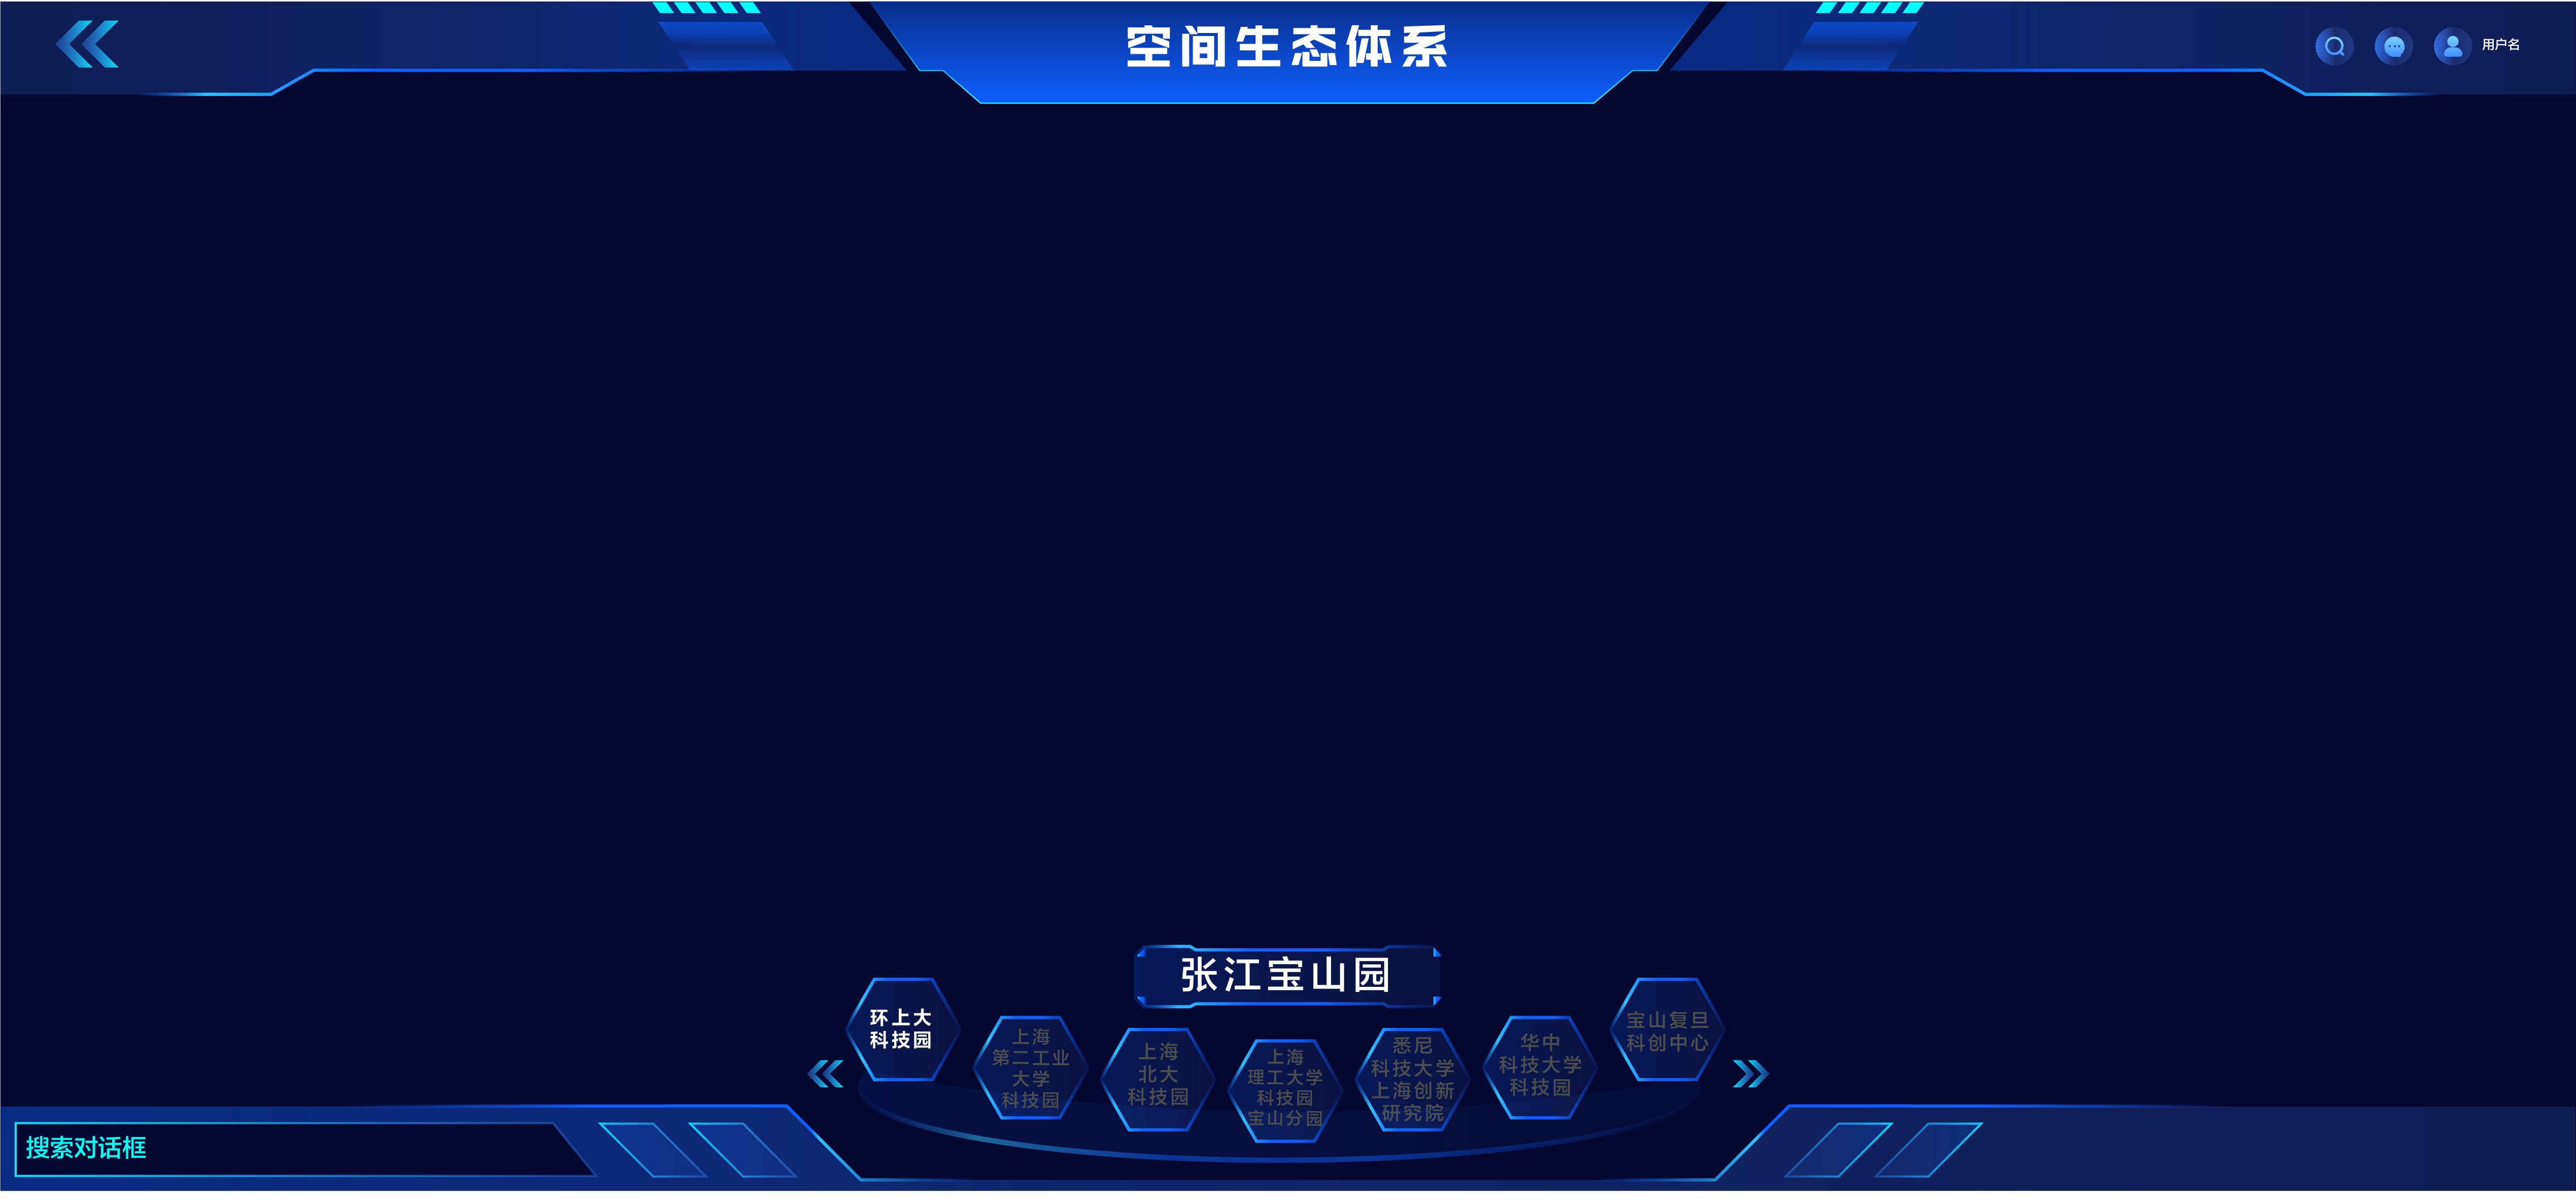 空间生态体系
用户名
张江宝山园
环上大
科技园
上海
第二工业
大学
科技园
上海
北大
科技园
上海
理工大学
科技园
宝山分园
悉尼
科技大学
上海创新
研究院
华中
科技大学
科技园
宝山复旦
科创中心
搜索对话框